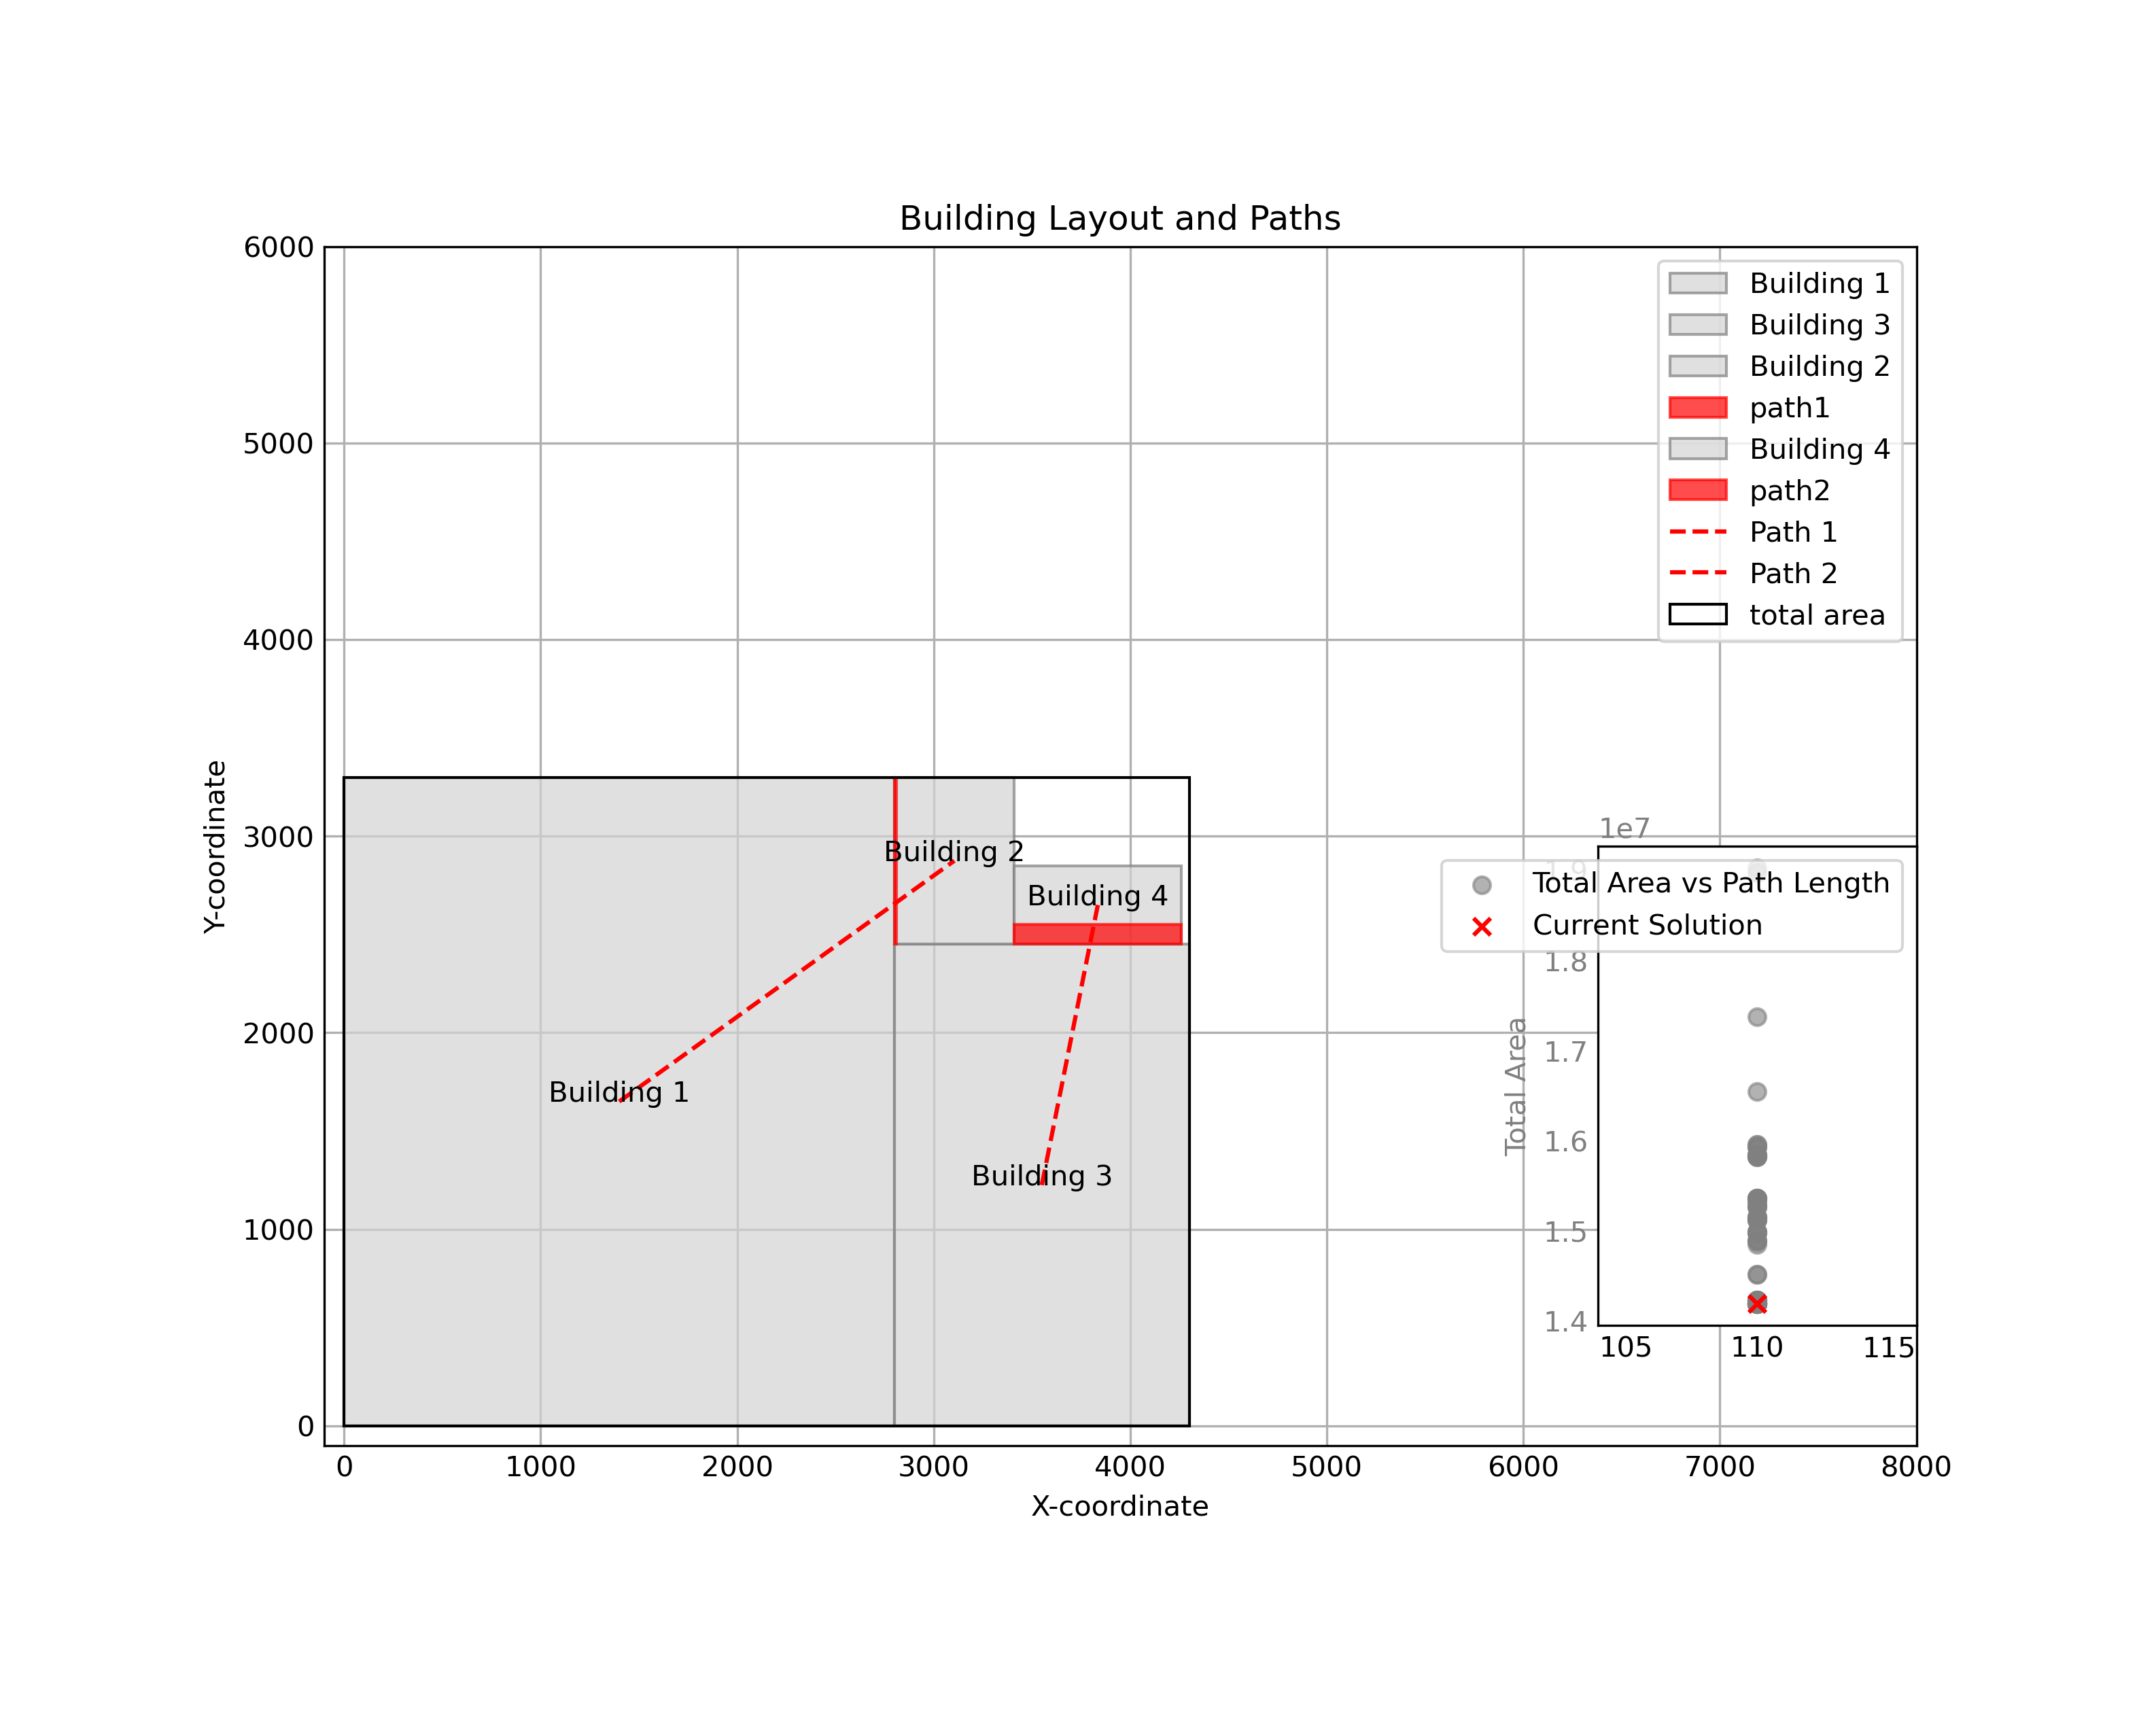 Building Layout and Paths
6000
5000
4000
3000
2000
1000
0
Y-coordinate
0
1000
2000
3000
4000
5000
6000
7000
8000
X-coordinate
Building 1
Building 3
Building 2
path1
Building 4
path2
Path 1
Path 2
total area
Building 2
Building 4
Building 1
Building 3
1e7
1.9
1.8
1.7
1.6
1.5
1.4
Total Area
Total Area vs Path Length
Current Solution
105
110
115